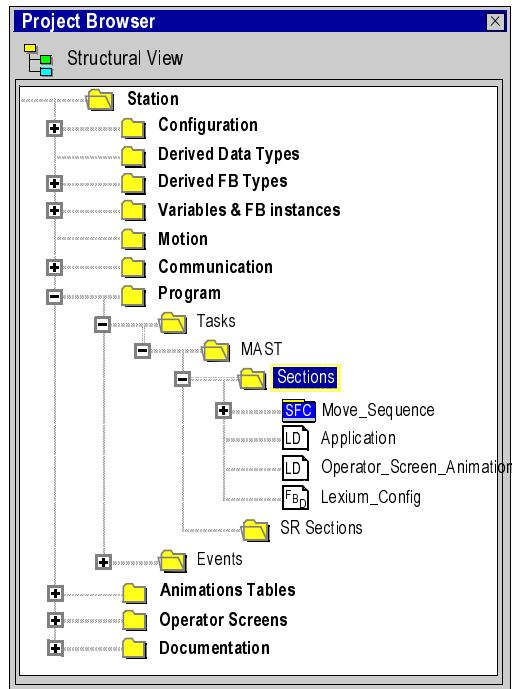 Project Browser
Structural View
Station
Configuration
Derived Data Types
Derived FB Types
Variables & FB instances
Motion
Communication
Program
Tasks
MAST
Sections
SFC Move_Sequence
LD Application
LD Operator_Screen_Animation
FBD Lexium_Config
SR Sections
Events
Animations Tables
Operator Screens
Documentation